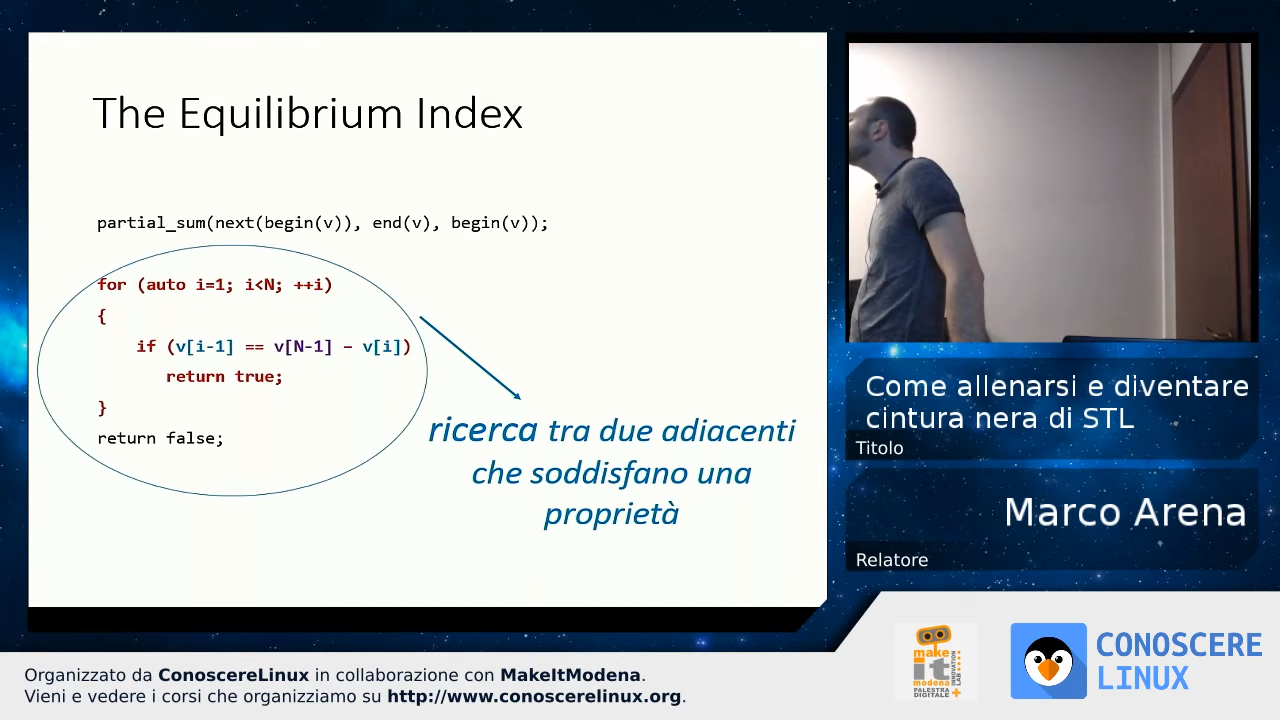 The Equilibrium Index
partial_sum(next(begin(v)), end(v), begin(v));
for (auto i=1; i<N; ++i)
{
if (v[i-1] == v[N-1] – v[i])
return true;
}
return false;
ricerca tra due adiacenti
che soddisfano una
proprietà
Come allenarsi e diventare
cintura nera di STL
Titolo
Marco Arena
Relatore
make
it
modena
PALESTRA
DIGITALE
INNOVATION
LAB
CONOSCERE
LINUX
Organizzato da ConoscereLinux in collaborazione con MakeItModena.
Vieni e vedere i corsi che organizziamo su http://www.conoscerelinux.org.